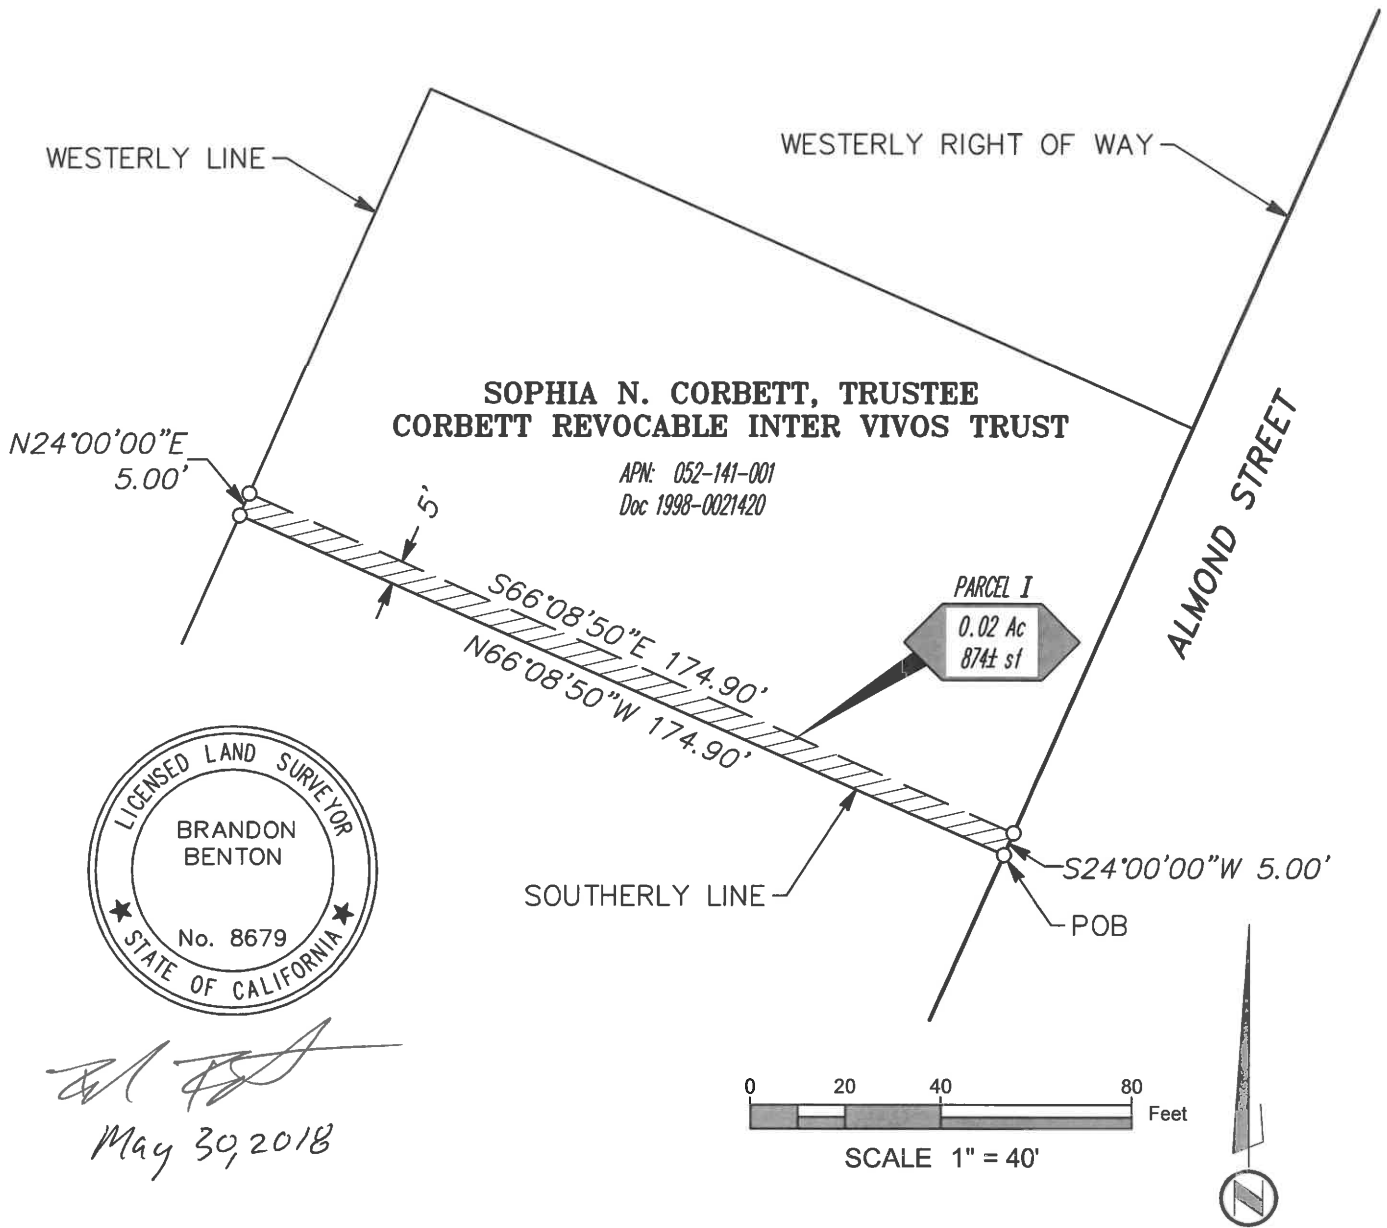 WESTERLY LINE
WESTERLY RIGHT OF WAY
SOPHIA N. CORBETT, TRUSTEE
CORBETT REVOCABLE INTER VIVOS TRUST
APN: 052-141-001
Doc 1998-0021420
N24°00'00"E
5.00'
5'
ALMOND STREET
S66°08'50"E 174.90'
N66°08'50"W 174.90'
PARCEL I
0.02 Ac
874± sf
LICENSED LAND SURVEYOR
BRANDON
BENTON
No. 8679
STATE OF CALIFORNIA
SOUTHERLY LINE
S24°00'00"W 5.00'
POB
May 30, 2018
0 20 40 80
Feet
SCALE 1" = 40'
N